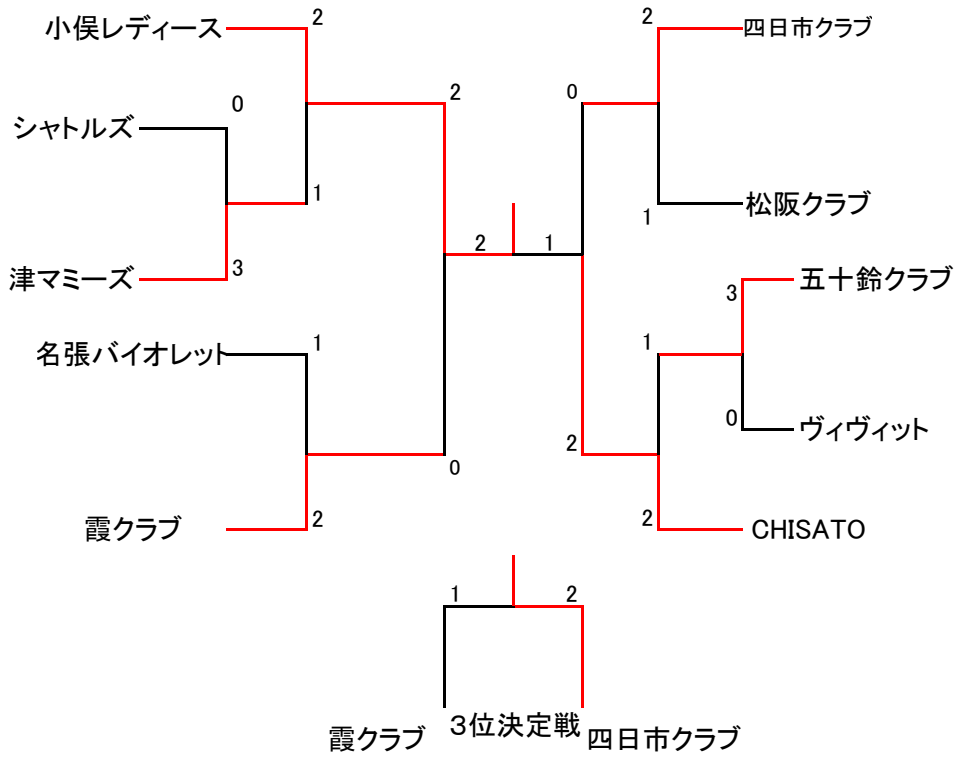 小俣レディース
2
四日市クラブ
2
2
0
0
シャトルズ
1
松阪クラブ
1
2
1
津マミーズ
3
五十鈴クラブ
3
名張バイオレット
1
1
ヴィヴィット
0
0
2
霞クラブ
2
CHISATO
2
1
2
霞クラブ
3位決定戦
四日市クラブ